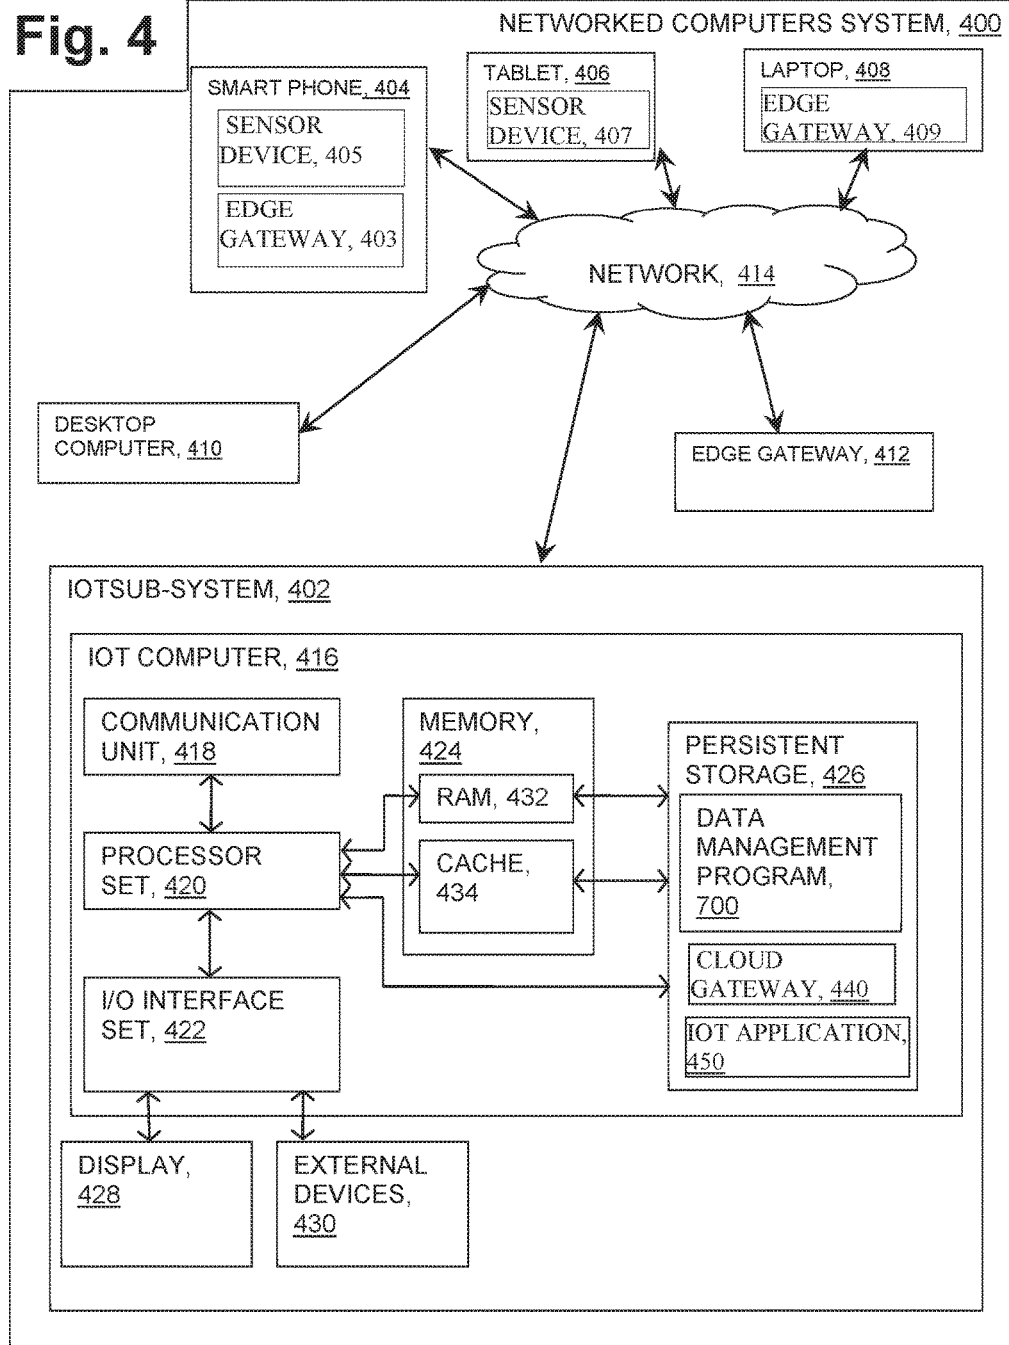 Fig. 4
NETWORKED COMPUTERS SYSTEM, 400
SMART PHONE, 404
SENSOR
DEVICE, 405
EDGE
GATEWAY, 403
TABLET, 406
SENSOR
DEVICE, 407
LAPTOP, 408
EDGE
GATEWAY, 409
NETWORK, 414
DESKTOP
COMPUTER, 410
EDGE GATEWAY, 412
IOTSUB-SYSTEM, 402
IOT COMPUTER, 416
COMMUNICATION
UNIT, 418
MEMORY,
424
RAM, 432
CACHE,
434
PERSISTENT
STORAGE, 426
DATA
MANAGEMENT
PROGRAM,
700
CLOUD
GATEWAY, 440
IOT APPLICATION,
450
PROCESSOR
SET, 420
I/O INTERFACE
SET, 422
DISPLAY,
428
EXTERNAL
DEVICES,
430